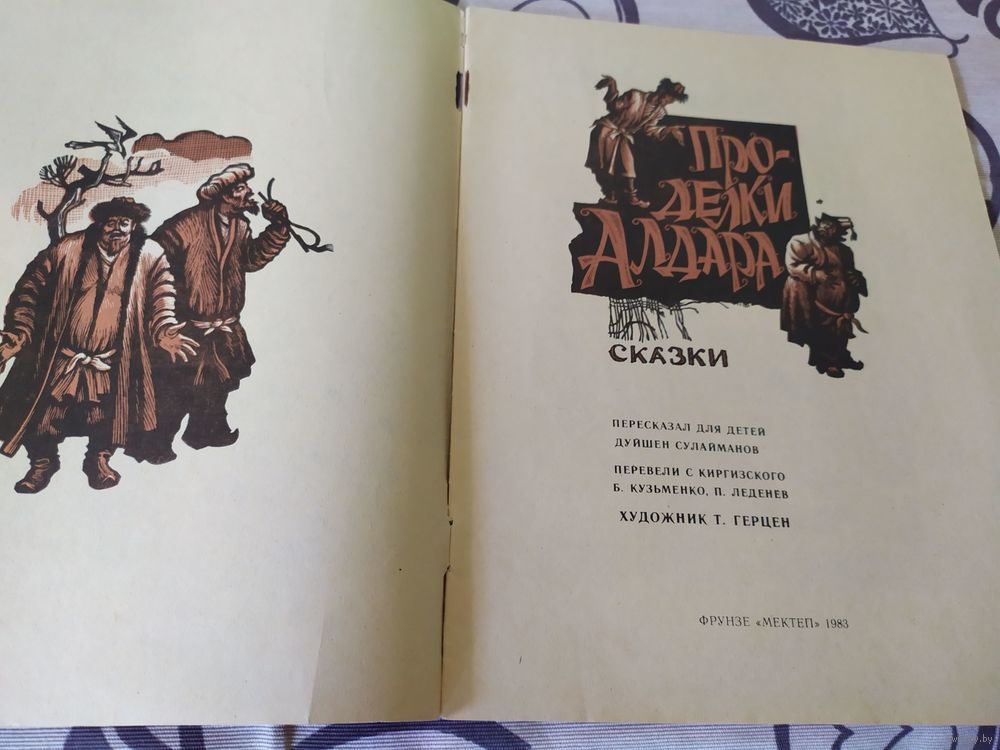 ПРО-
ДЕЛКИ
АЛДАРА
СКАЗКИ
ПЕРЕСКАЗАЛ ДЛЯ ДЕТЕЙ
ДУЙШЕН СУЛАЙМАНОВ
ПЕРЕВЕЛИ С КИРГИЗСКОГО
Б. КУЗЬМЕНКО, П. ЛЕДЕНЕВ
ХУДОЖНИК Т. ГЕРЦЕН
ФРУНЗЕ «МЕКТЕП» 1983